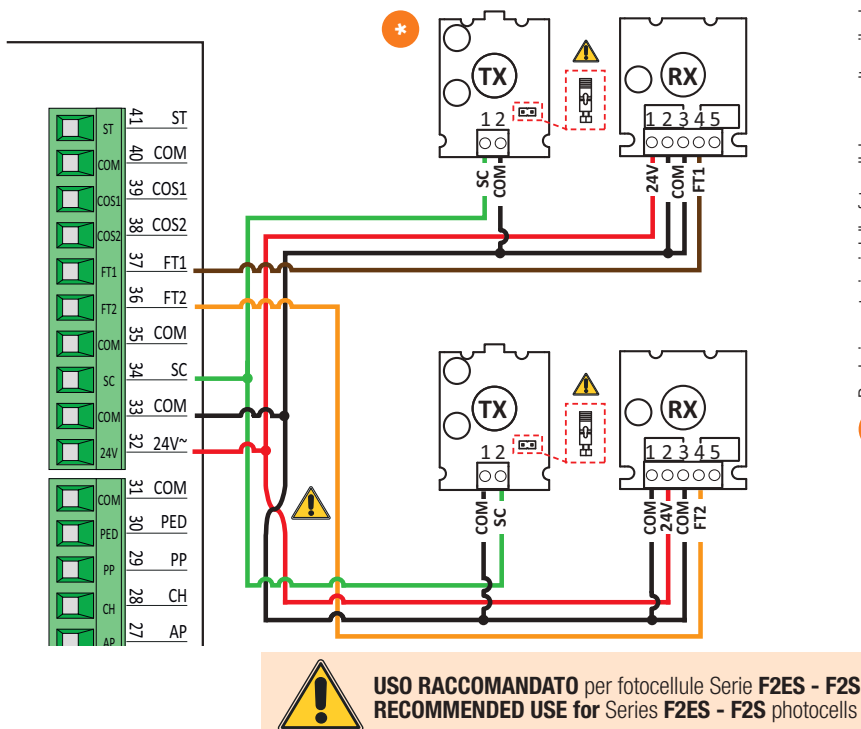 *
TX
RX
1 2
1 2 3 4 5
SC
COM
24V
COM
FT1
ST 41 ST
COM 40 COM
COS1 39 COS1
COS2 38 COS2
FT1 37 FT1
FT2 36 FT2
COM 35 COM
SC 34 SC
COM 33 COM
24V 32 24V~
COM 31 COM
PED 30 PED
PP 29 PP
CH 28 CH
AP 27 AP
TX
RX
1 2
1 2 3 4 5
COM
SC
COM
24V
COM
FT2
USO RACCOMANDATO per fotocellule Serie F2ES - F2S
RECOMMENDED USE for Series F2ES - F2S photocells